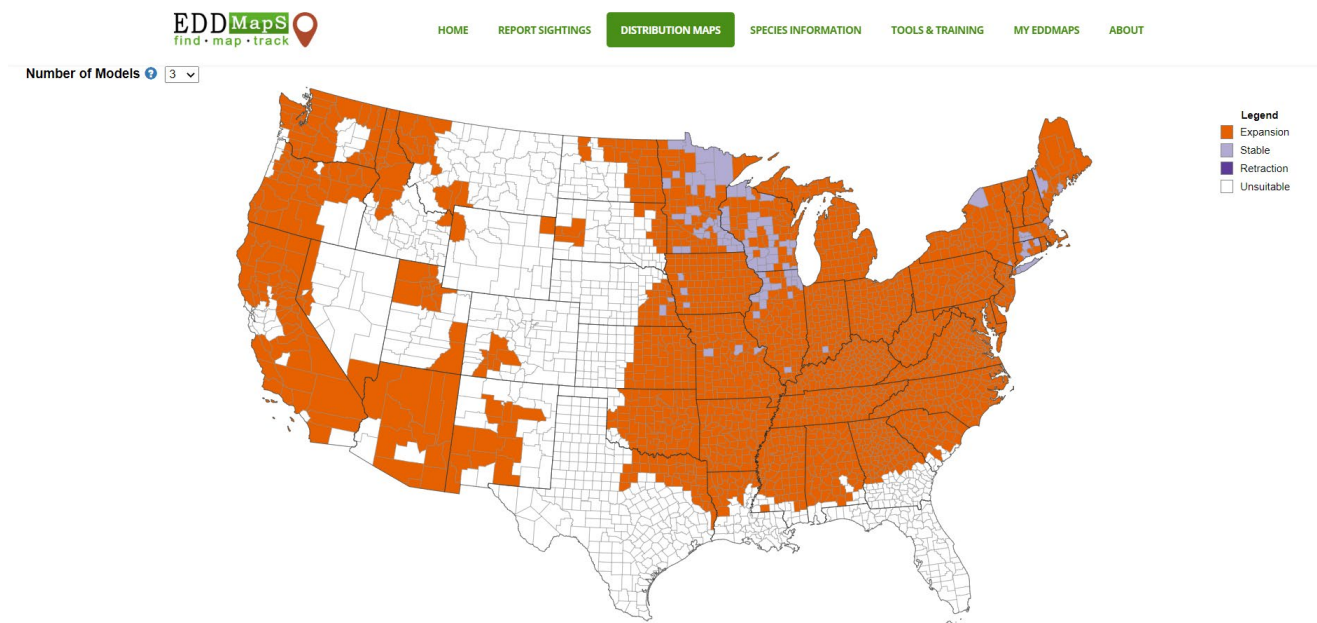 EDDMapS
find · map · track
HOME
REPORT SIGHTINGS
DISTRIBUTION MAPS
SPECIES INFORMATION
TOOLS & TRAINING
MY EDDMAPS
ABOUT
Number of Models ? 3
Legend
Expansion
Stable
Retraction
Unsuitable